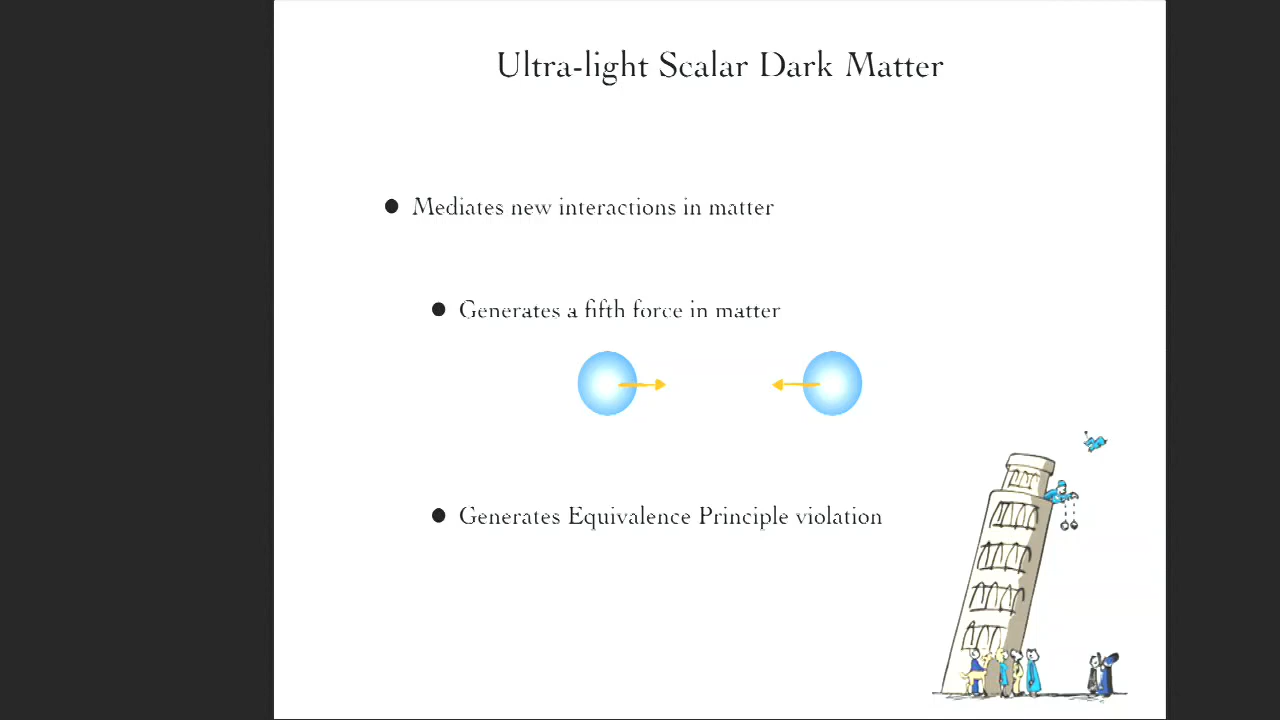 Ultra-light Scalar Dark Matter
● Mediates new interactions in matter
● Generates a fifth force in matter
● Generates Equivalence Principle violation